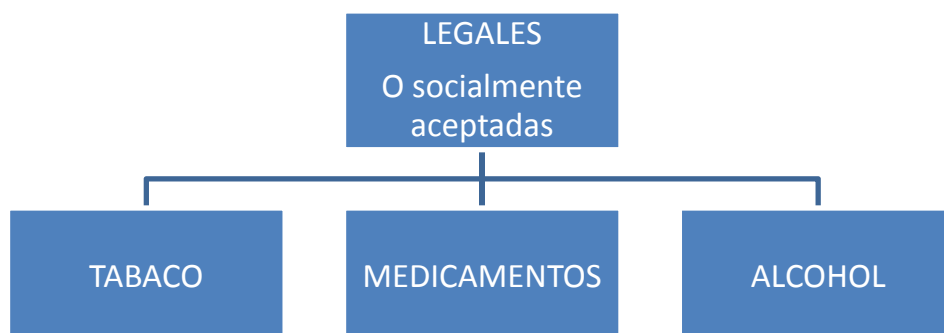 LEGALES
O socialmente
aceptadas
TABACO
MEDICAMENTOS
ALCOHOL